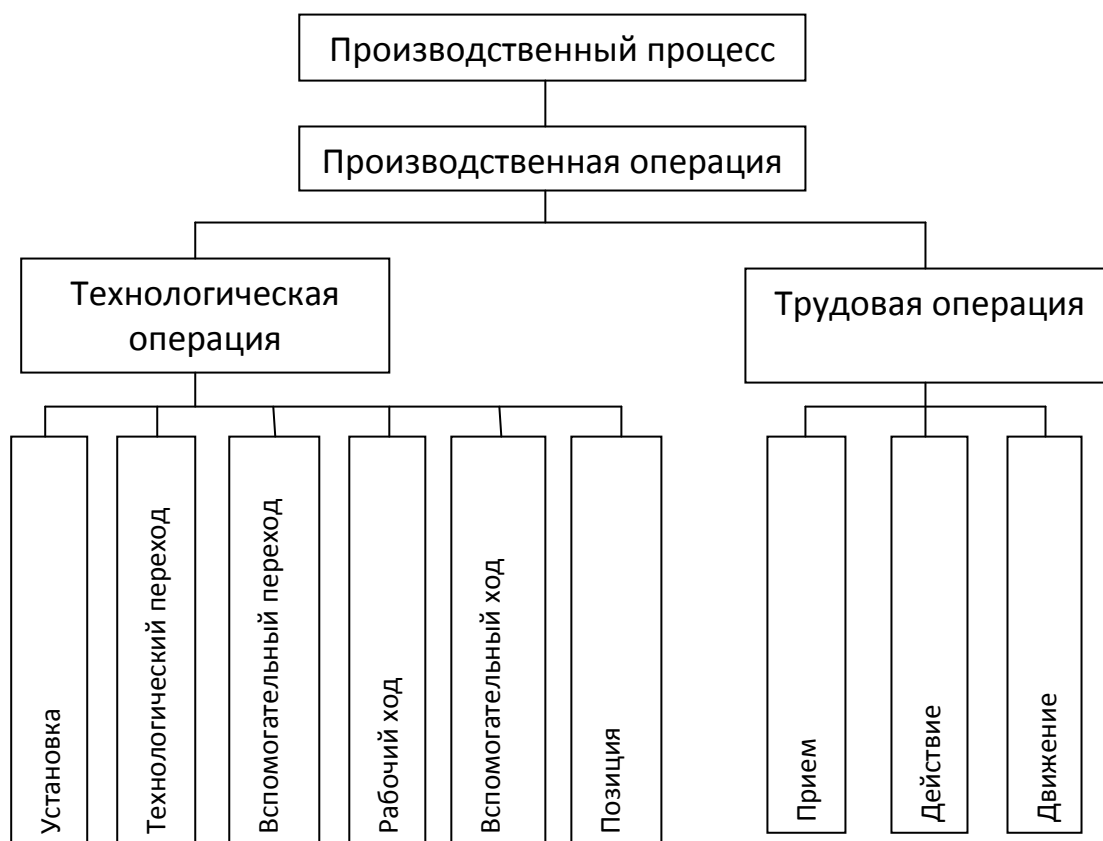 Производственный процесс
Производственная операция
Технологическая
операция
Трудовая операция
Установка
Технологический переход
Вспомогательный переход
Рабочий ход
Вспомогательный ход
Позиция
Прием
Действие
Движение